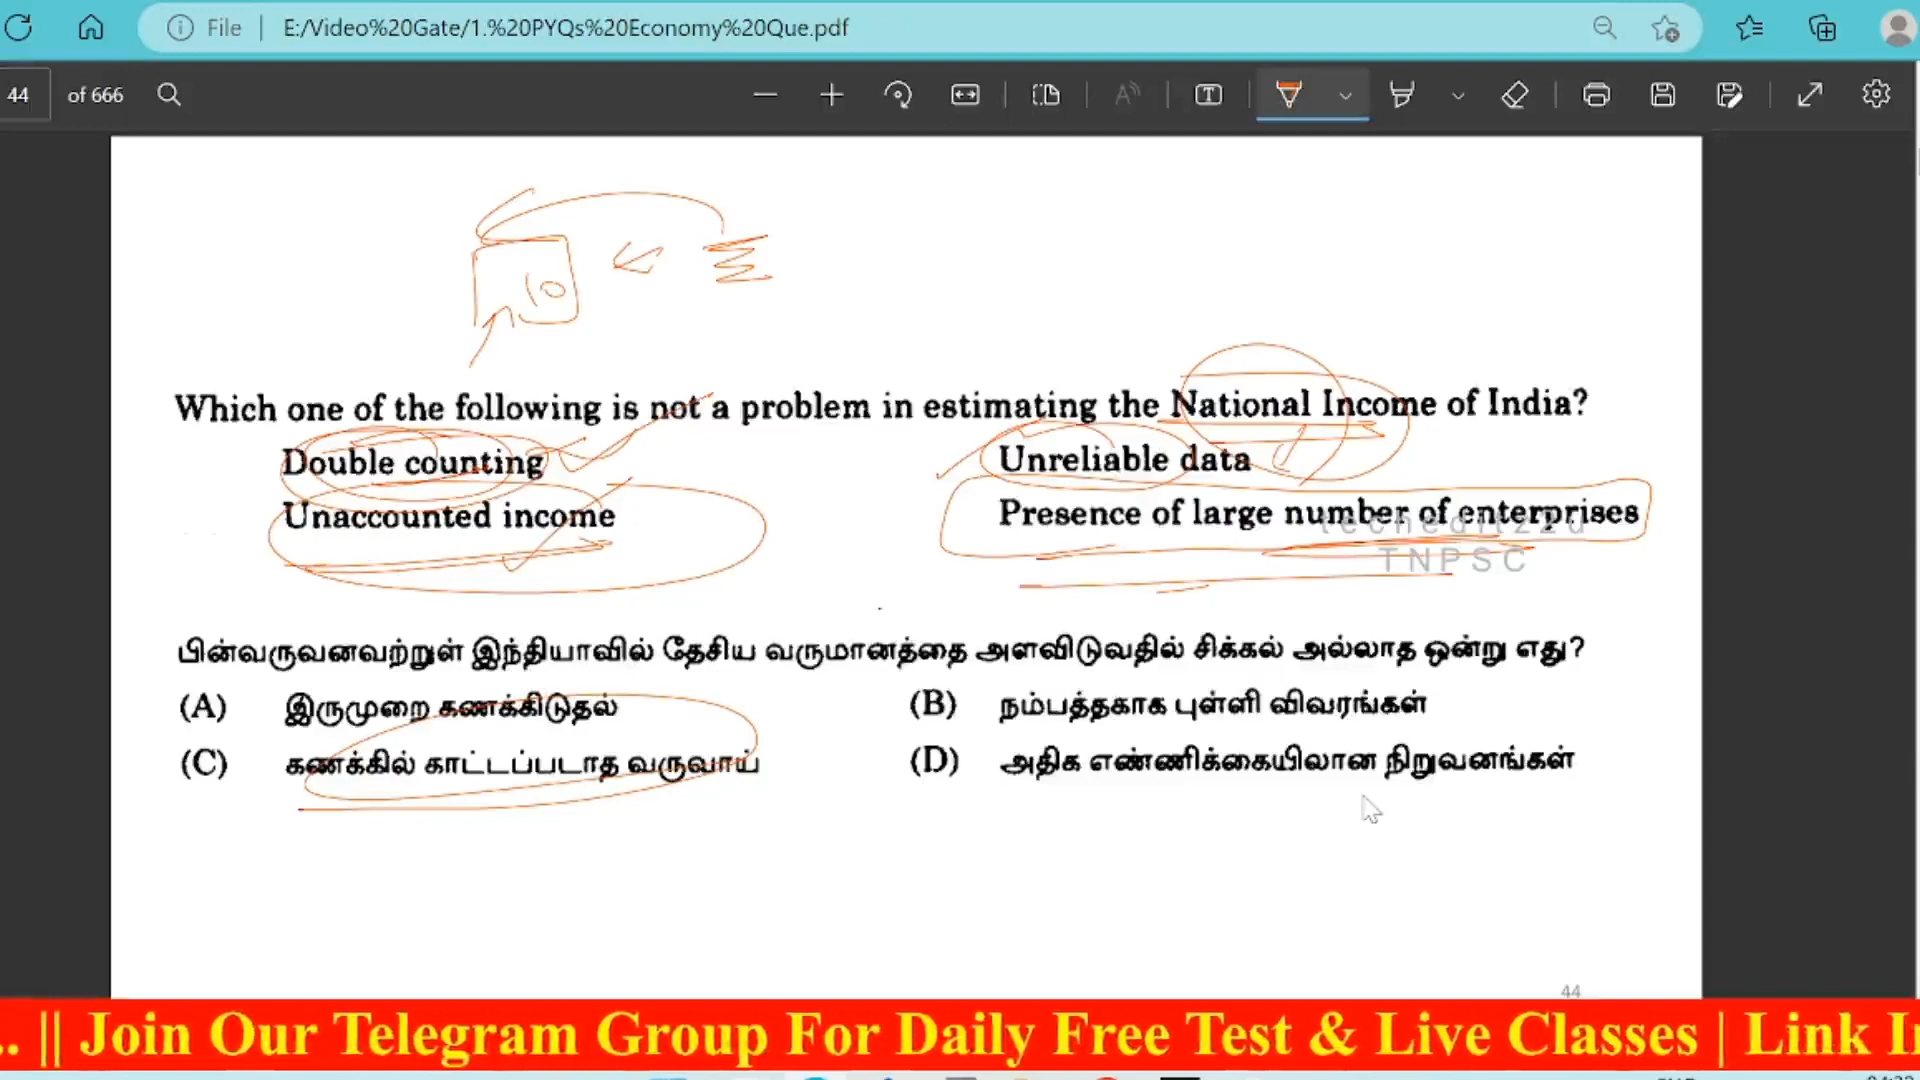 File E:/Video%20Gate/1.%20PYQs%20Economy%20Que.pdf
44 of 666
10
Which one of the following is not a problem in estimating the National Income of India?
Double counting Unreliable data
Unaccounted income Presence of large number of enterprises
TNPSC
பின்வருவனவற்றுள் இந்தியாவில் தேசிய வருமானத்தை அளவிடுவதில் சிக்கல் அல்லாத ஒன்று எது?
(A) இருமுறை கணக்கிடுதல் (B) நம்பத்தகாக புள்ளி விவரங்கள்
(C) கணக்கில் காட்டப்படாத வருவாய் (D) அதிக எண்ணிக்கையிலான நிறுவனங்கள்
44
.. || Join Our Telegram Group For Daily Free Test & Live Classes | Link I